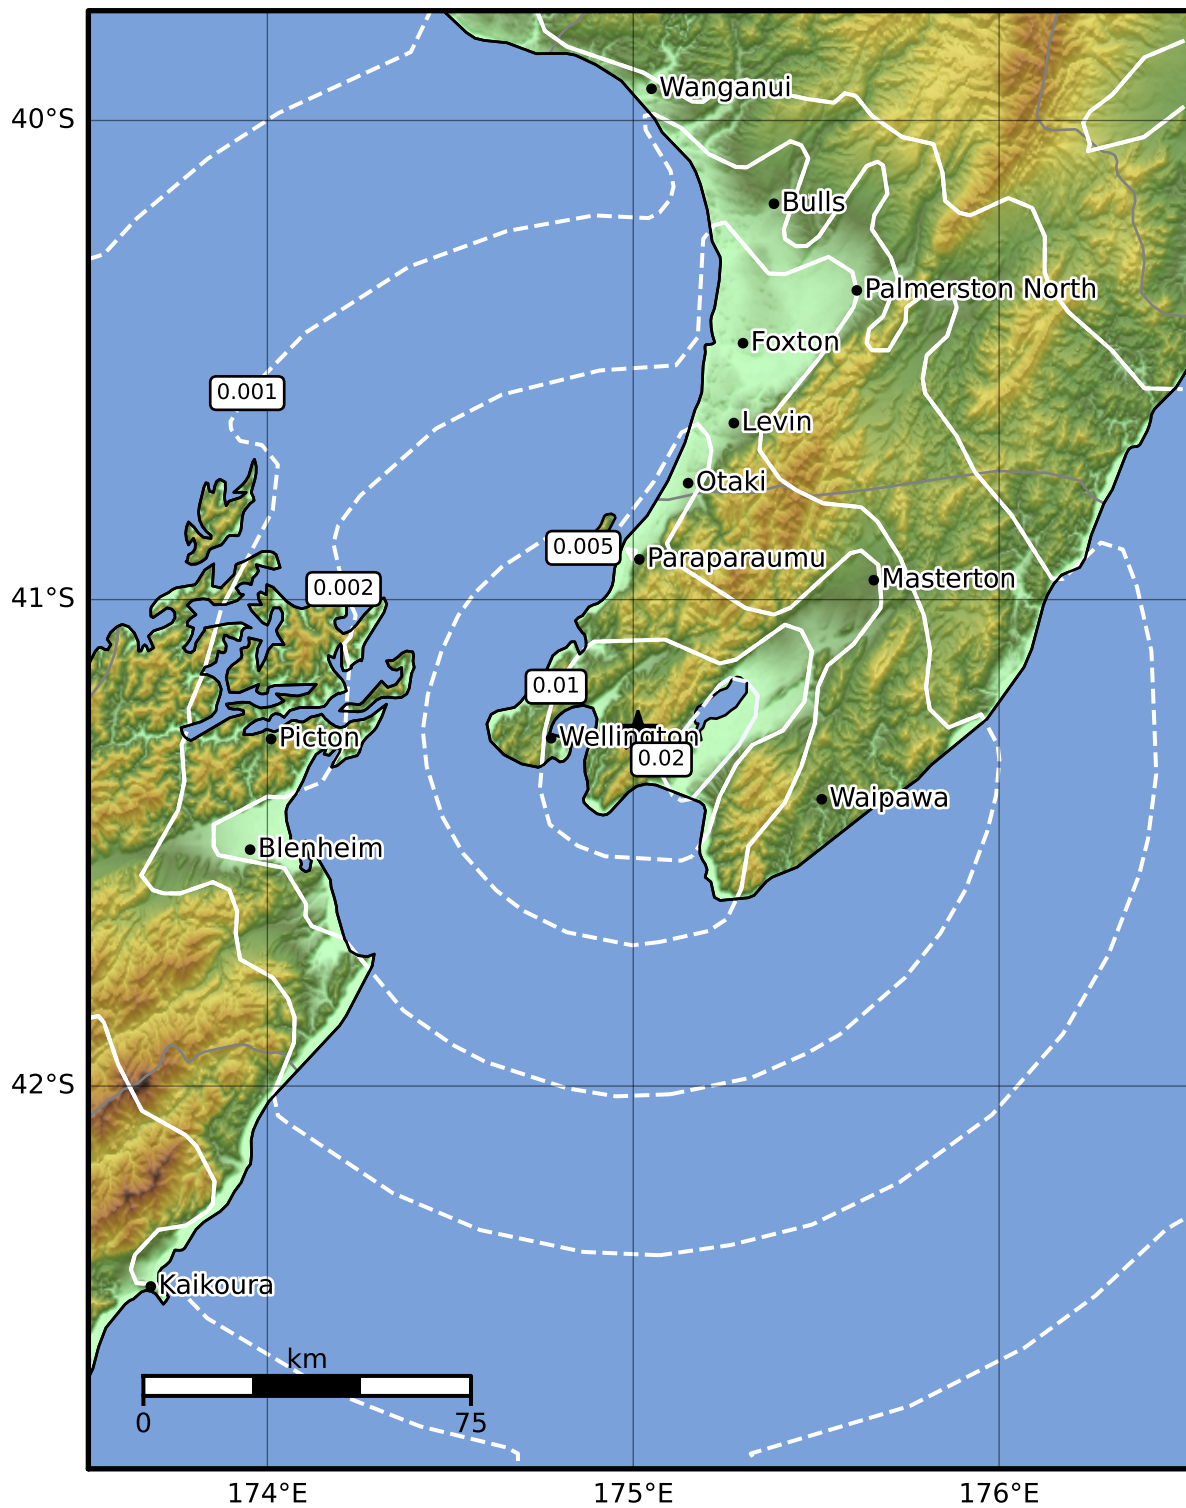 Wanganui
40°S
Bulls
Palmerston North
Foxton
0.001
Levin
Otaki
0.005
Paraparaumu
Masterton
0.002
41°S
0.01
Picton
Wellington
0.02
Waipawa
Blenheim
42°S
Kaikoura
km
0 75
174°E 175°E 176°E